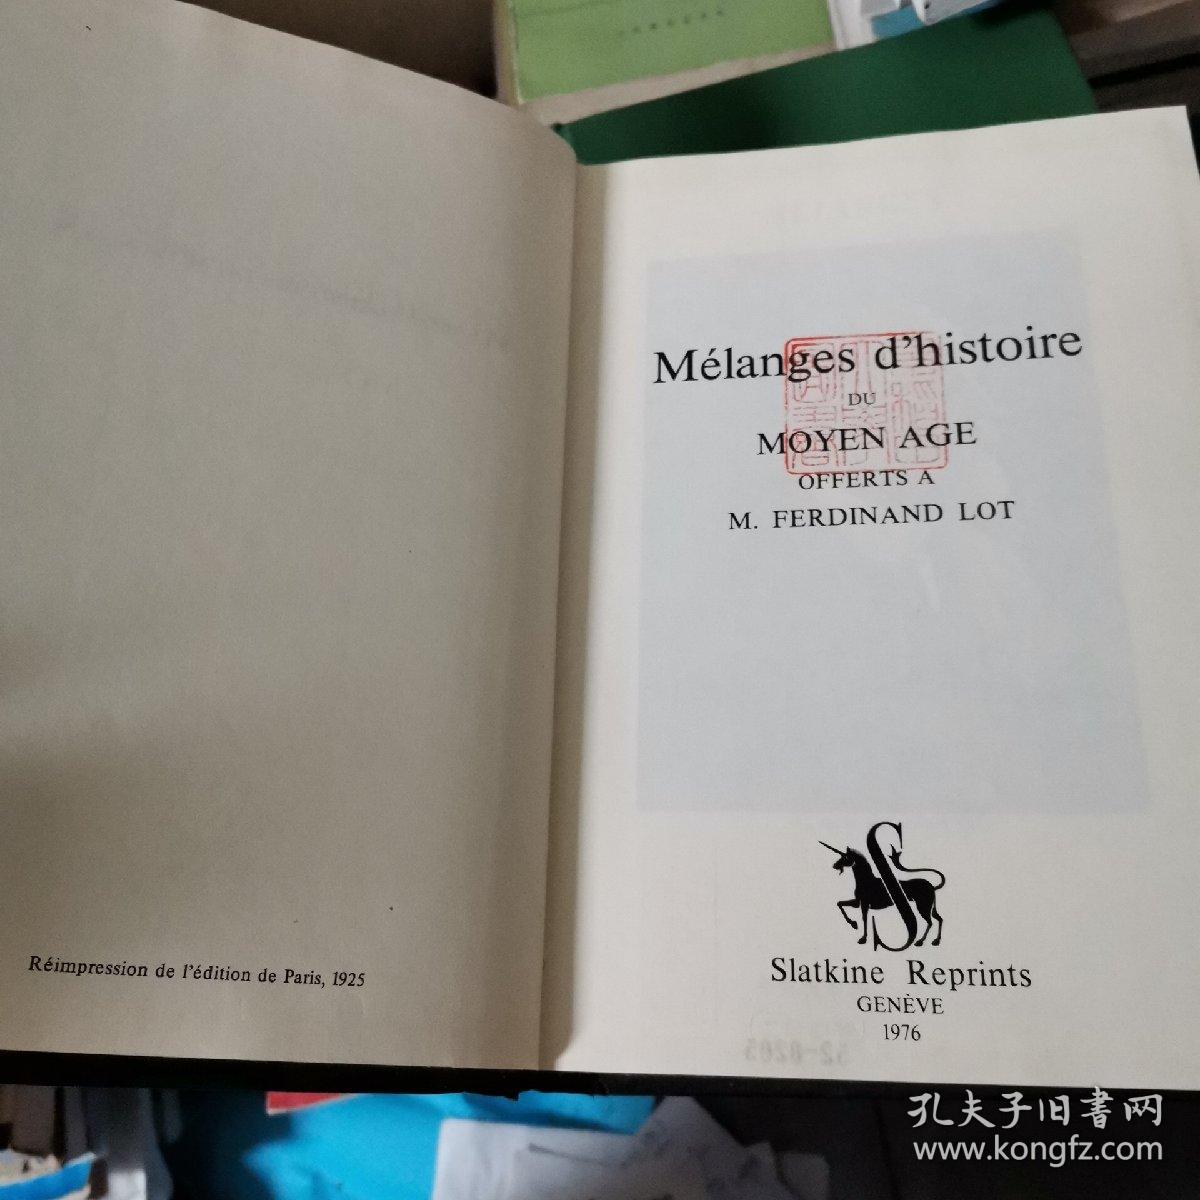 Réimpression de l'édition de Paris, 1925
Mélanges d'histoire
DU
MOYEN AGE
OFFERTS A
M. FERDINAND LOT
Slatkine Reprints
GENÈVE
1976
孔夫子旧書网
www.kongfz.com